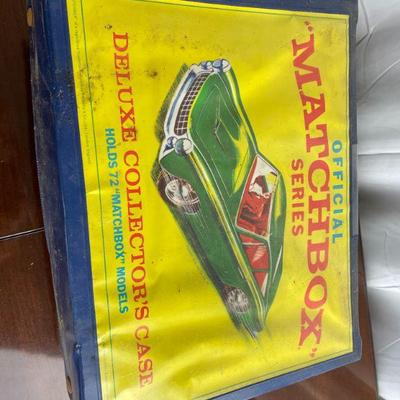 OFFICIAL
"MATCHBOX"
SERIES
DELUXE COLLECTOR'S CASE
HOLDS 72 "MATCHBOX" MODELS